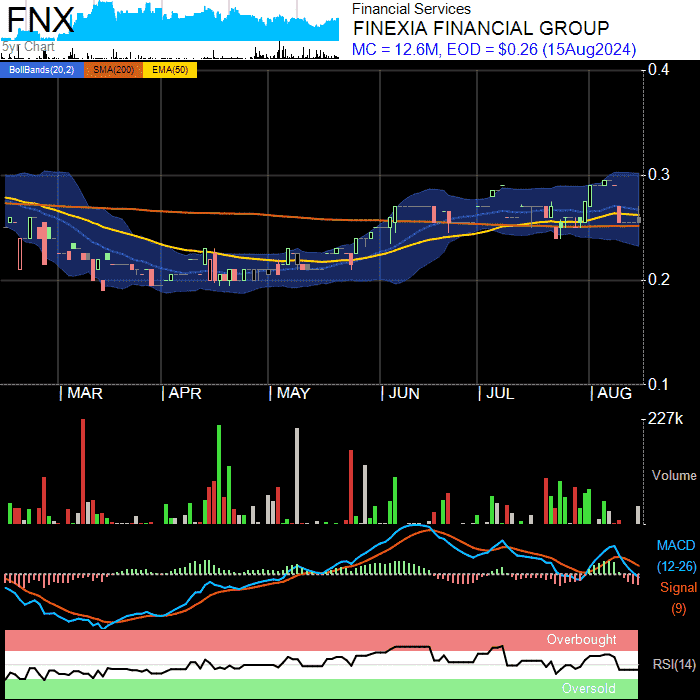 FNX
5yr Chart
Financial Services
FINEXIA FINANCIAL GROUP
MC = 12.6M, EOD = $0.26 (15Aug2024)
BollBands(20,2) SMA(200) EMA(50)
0.4
0.3
0.2
0.1
MAR APR MAY JUN JUL AUG
227k
Volume
MACD
(12-26)
Signal
(9)
Overbought
RSI(14)
Oversold